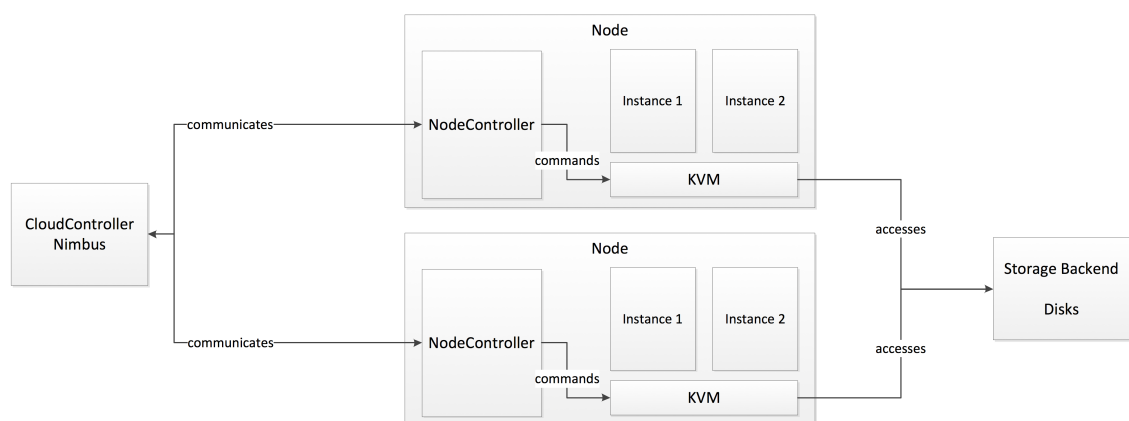 Node
Instance 1
Instance 2
communicates
NodeController
commands
KVM
CloudController
Nimbus
accesses
Node
Storage Backend
Disks
Instance 1
Instance 2
communicates
NodeController
accesses
commands
KVM